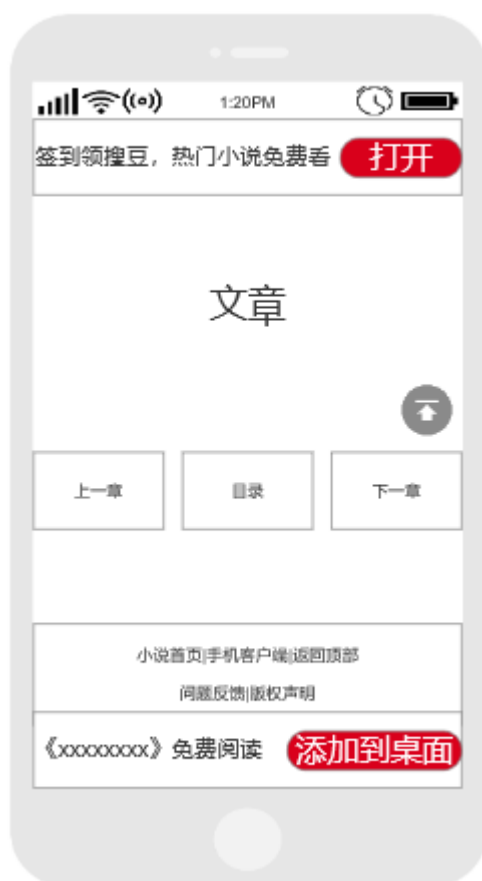 1:20PM
签到领搜豆，热门小说免费看 打开
文章
上一章 目录 下一章
小说首页|手机客户端|返回顶部
问题反馈|版权声明
《xxxxxxxxx》免费阅读 添加到桌面